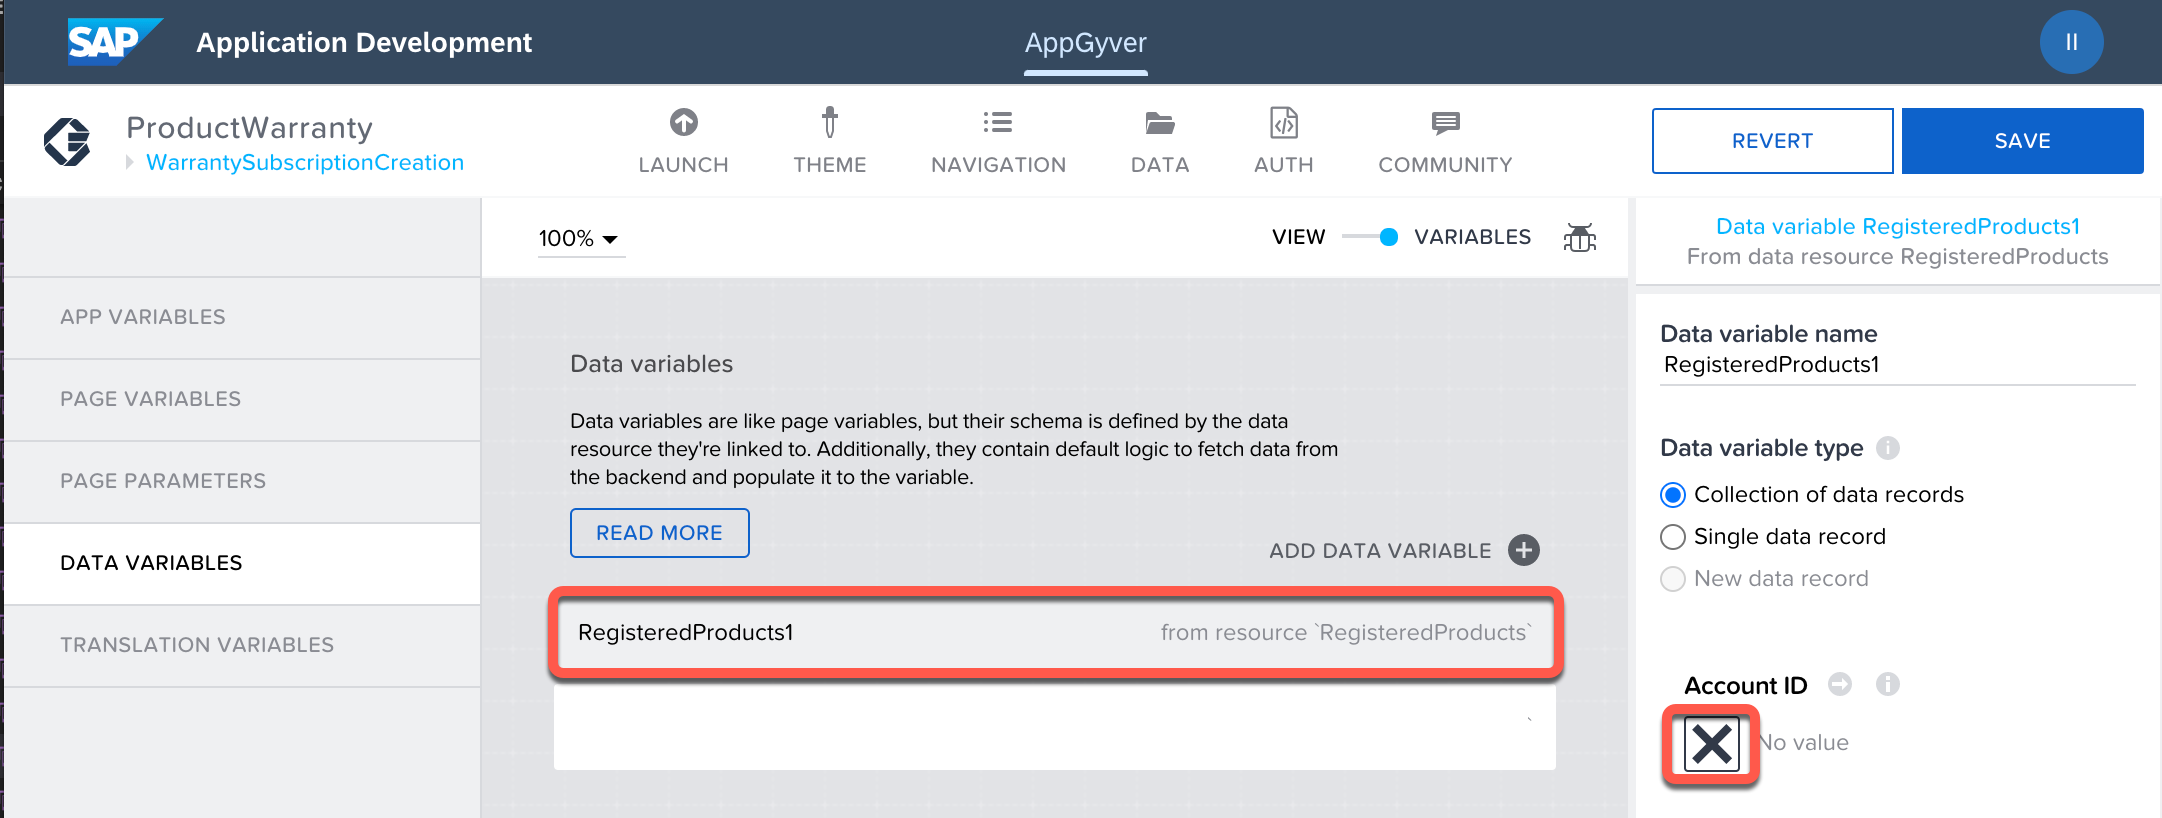 SAP Application Development
AppGyver
II
ProductWarranty
WarrantySubscriptionCreation
LAUNCH
THEME
NAVIGATION
DATA
AUTH
COMMUNITY
REVERT
SAVE
APP VARIABLES
PAGE VARIABLES
PAGE PARAMETERS
DATA VARIABLES
TRANSLATION VARIABLES
100%
VIEW
VARIABLES
Data variables
Data variables are like page variables, but their schema is defined by the data
resource they're linked to. Additionally, they contain default logic to fetch data from
the backend and populate it to the variable.
READ MORE
ADD DATA VARIABLE
RegisteredProducts1
from resource `RegisteredProducts`
`
Data variable RegisteredProducts1
From data resource RegisteredProducts
Data variable name
RegisteredProducts1
Data variable type
Collection of data records
Single data record
New data record
Account ID
No value